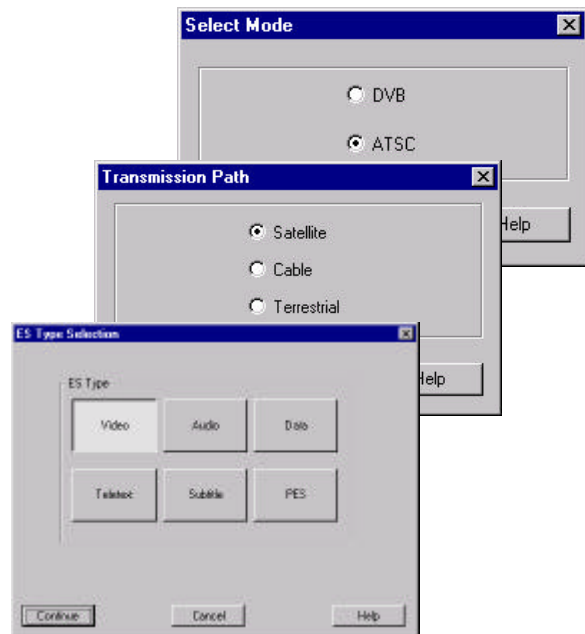 Select Mode
DVB
ATSC
Help
Transmission Path
Satellite
Cable
Terrestrial
Help
ES Type Selection
ES Type
Video Audio Data
Teletext Subtitle PES
Continue Cancel Help